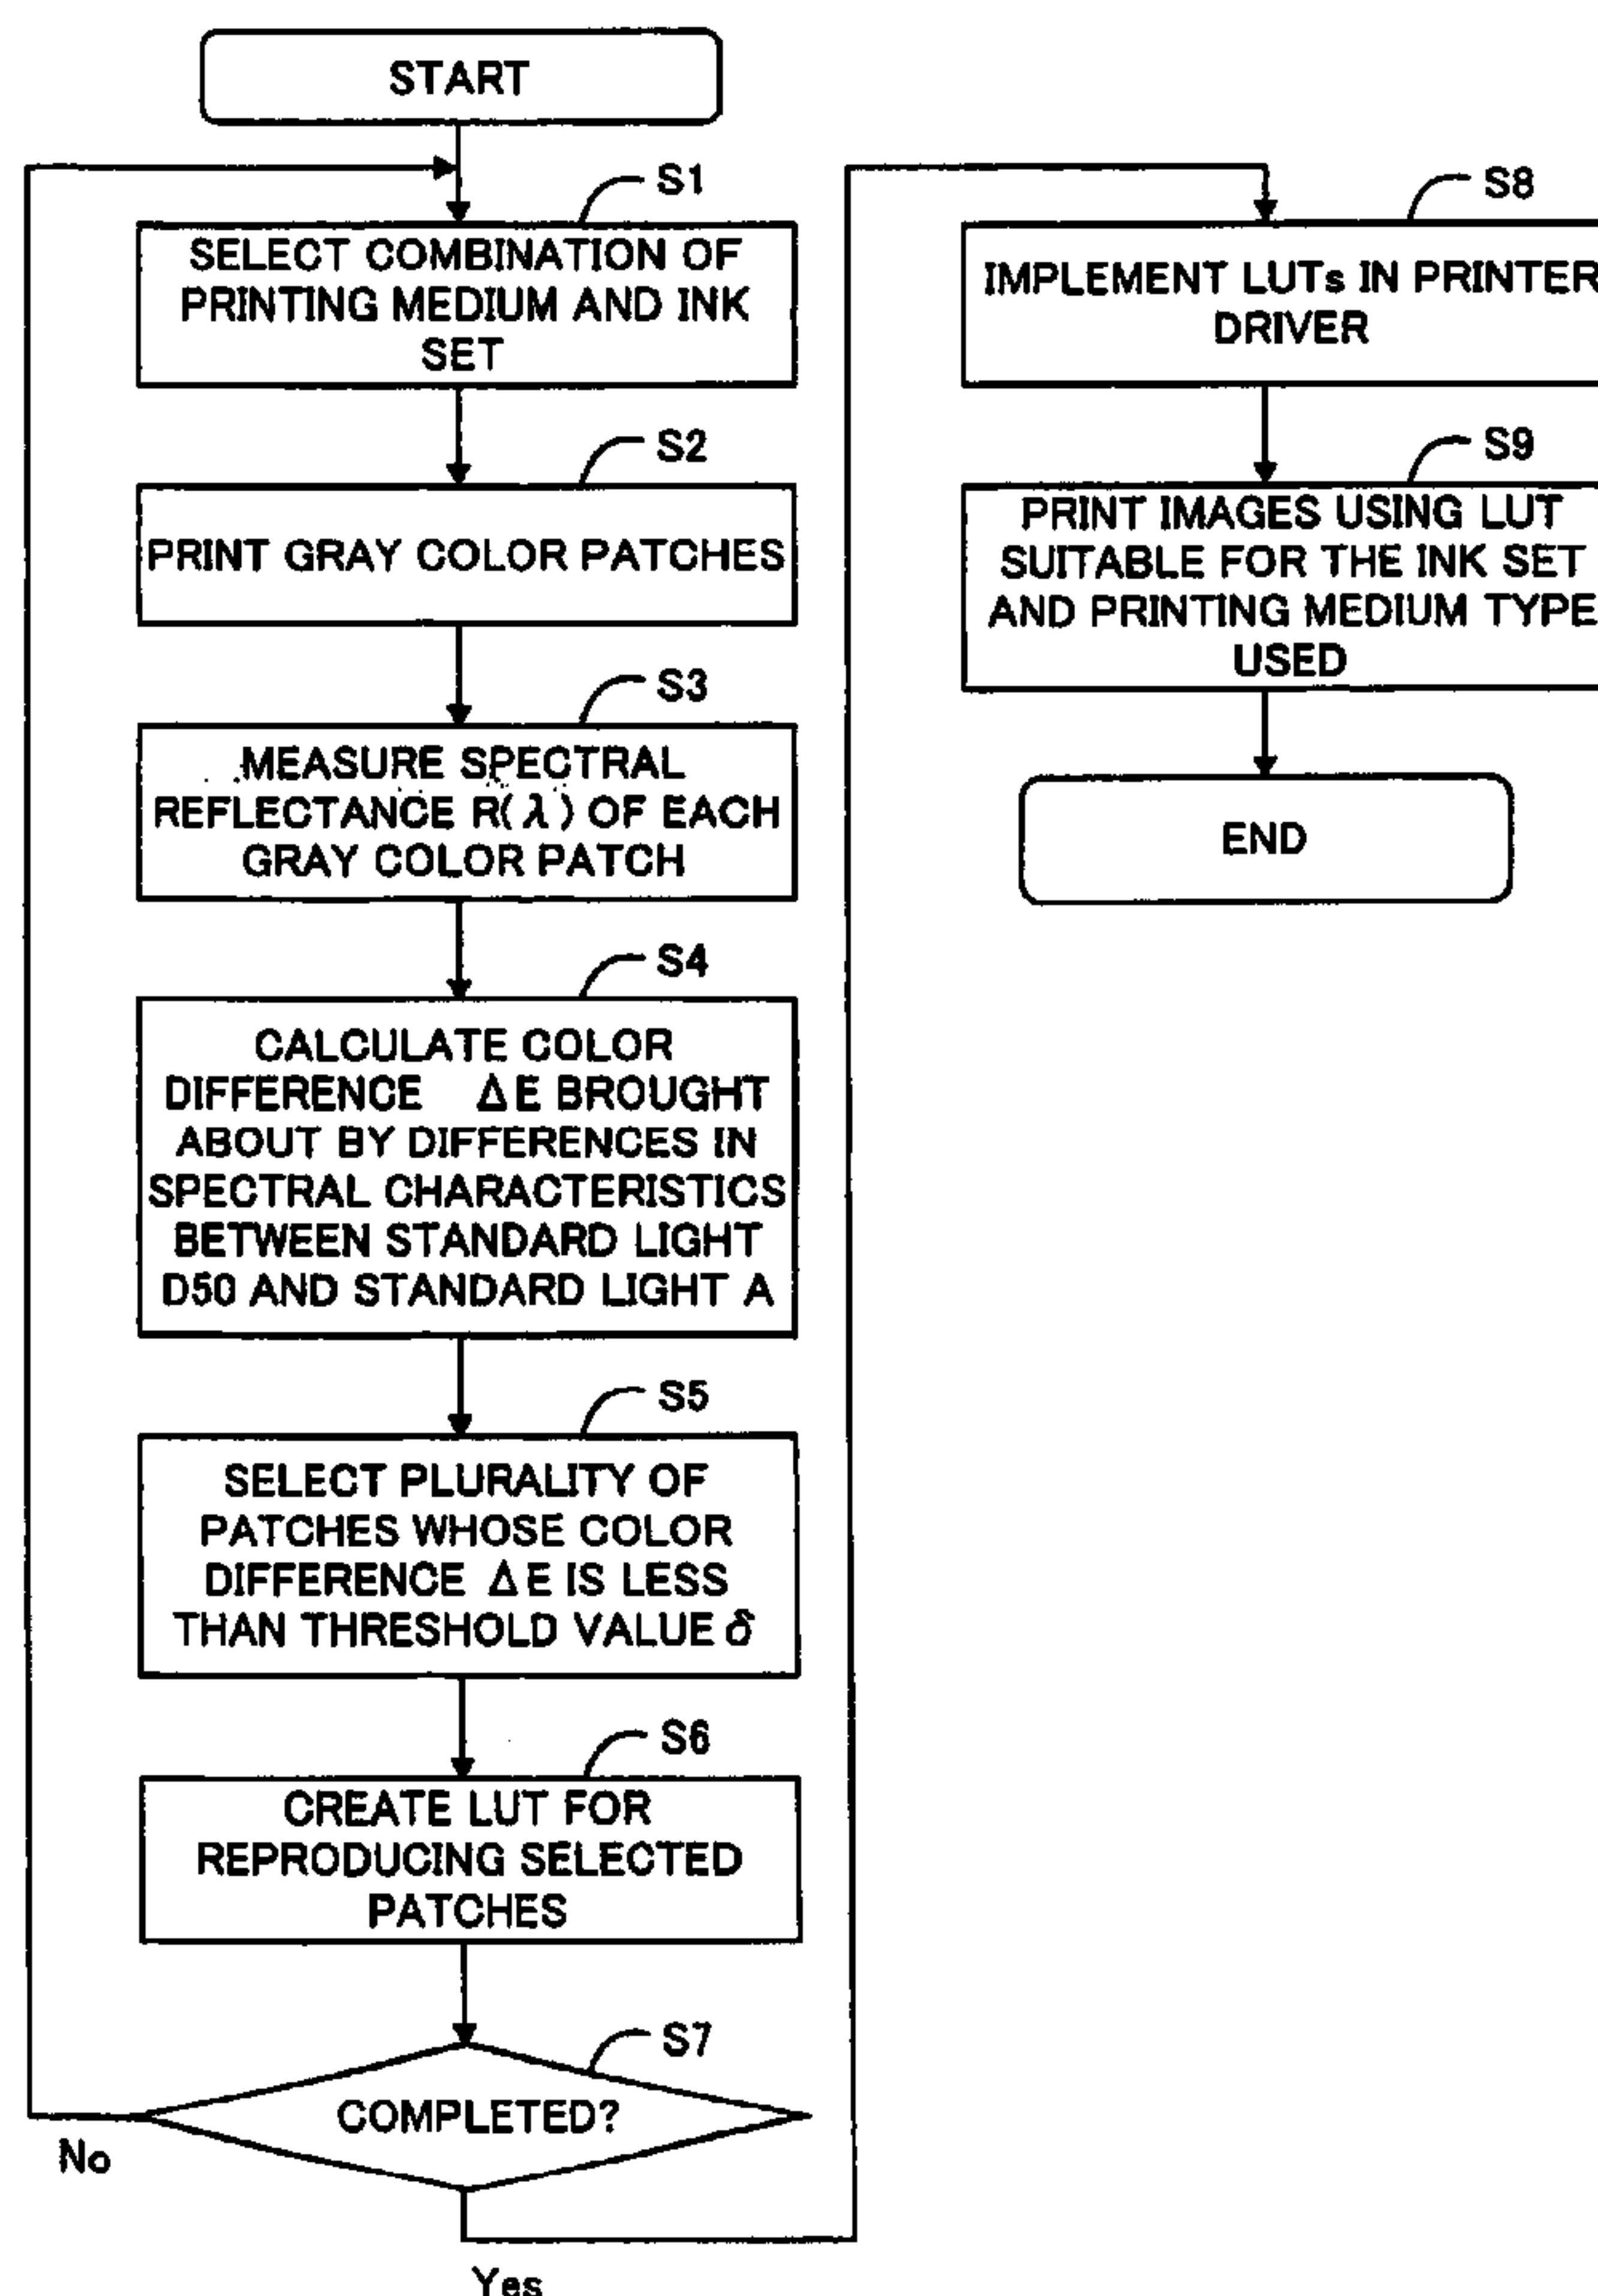 START
S1
SELECT COMBINATION OF
PRINTING MEDIUM AND INK
SET
S2
PRINT GRAY COLOR PATCHES
S3
MEASURE SPECTRAL
REFLECTANCE R(λ) OF EACH
GRAY COLOR PATCH
S4
CALCULATE COLOR
DIFFERENCE ΔE BROUGHT
ABOUT BY DIFFERENCES IN
SPECTRAL CHARACTERISTICS
BETWEEN STANDARD LIGHT
D50 AND STANDARD LIGHT A
S5
SELECT PLURALITY OF
PATCHES WHOSE COLOR
DIFFERENCE ΔE IS LESS
THAN THRESHOLD VALUE δ
S6
CREATE LUT FOR
REPRODUCING SELECTED
PATCHES
S7
COMPLETED?
No
Yes
S8
IMPLEMENT LUTs IN PRINTER
DRIVER
S9
PRINT IMAGES USING LUT
SUITABLE FOR THE INK SET
AND PRINTING MEDIUM TYPE
USED
END